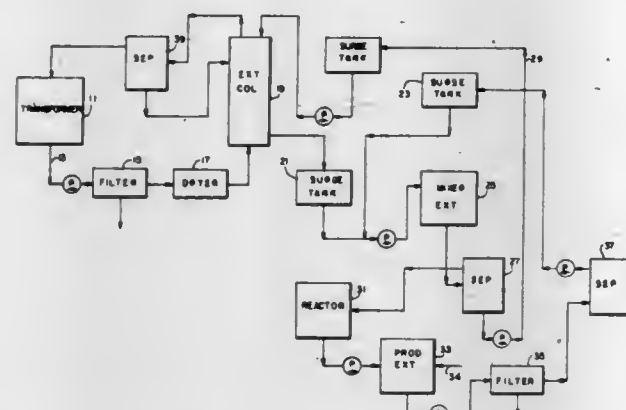 39
SEP
EXT
COL
19
SURGE
TANK
29
23
SURGE
TANK
TRANSFORMER
11
13
P
15
FILTER
17
DRYER
P
21
SURGE
TANK
MIXER
EXT
25
P
27
SEP
37
SEP
P
31
REACTOR
P
PROD
EXT
33
34
P
35
FILTER